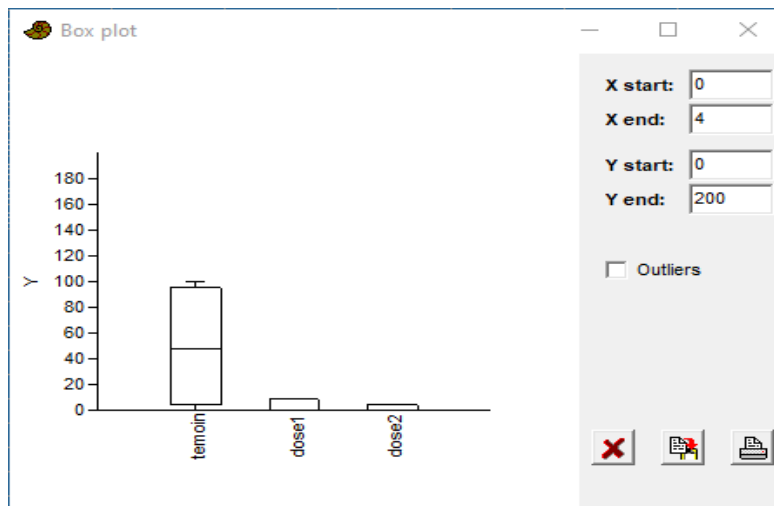 Box plot
X start: 0
X end: 4
Y start: 0
Y end: 200
Outliers
180
160
140
120
100
80
60
40
20
0
Y
temoin
dose1
dose2